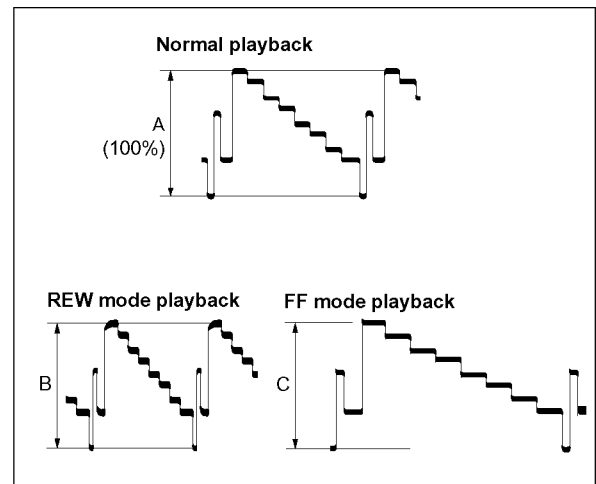 Normal playback
A
(100%)
REW mode playback
FF mode playback
B
C